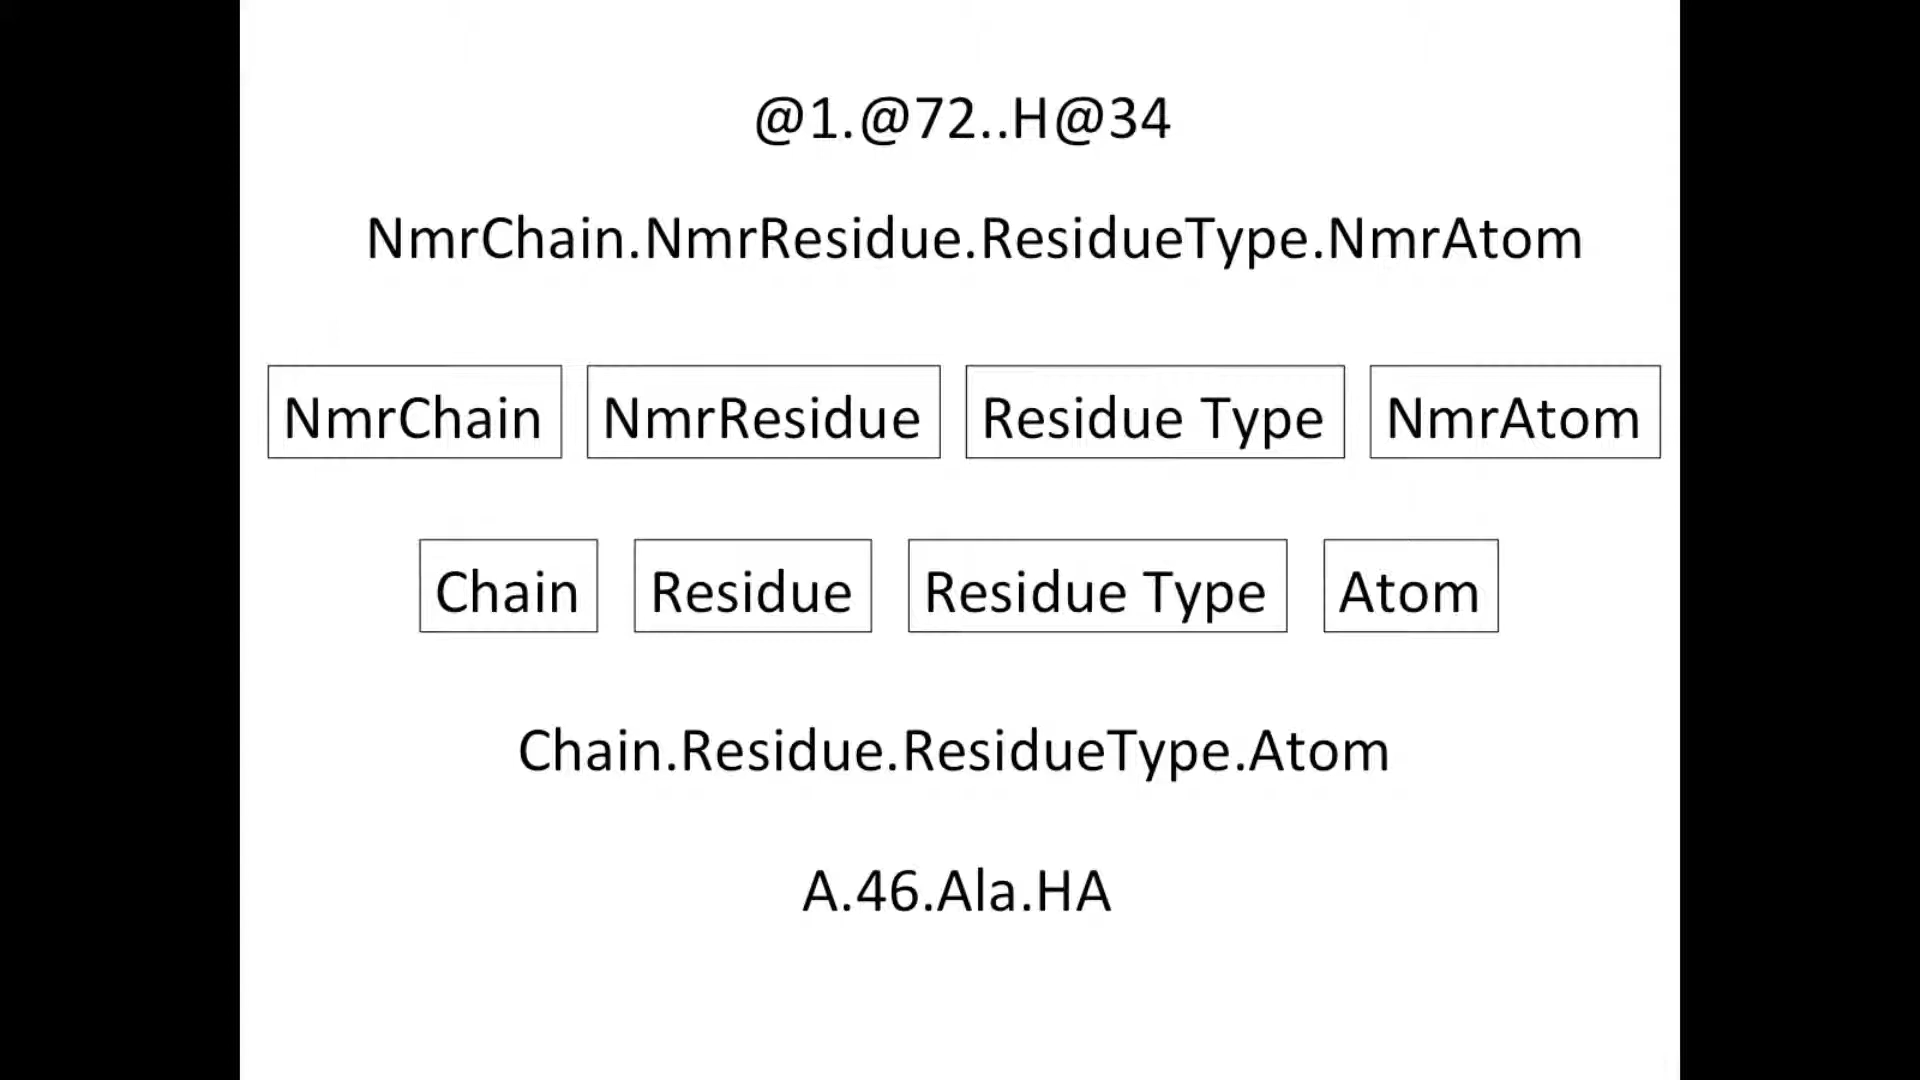 @1.@72..H@34
NmrChain.NmrResidue.ResidueType.NmrAtom
NmrChain NmrResidue Residue Type NmrAtom
Chain Residue Residue Type Atom
Chain.Residue.ResidueType.Atom
A.46.Ala.HA